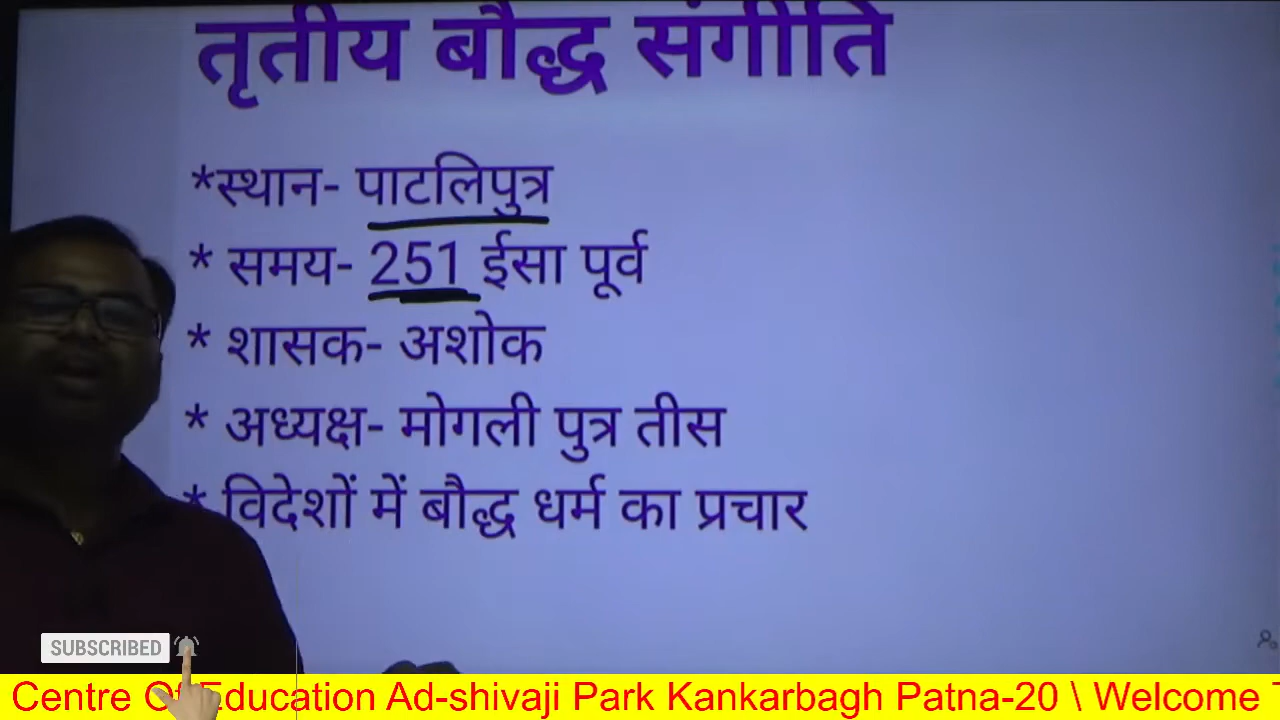 तृतीय बौद्ध संगीति
*स्थान- पाटलिपुत्र
* समय- 251 ईसा पूर्व
* शासक- अशोक
* अध्यक्ष- मोगली पुत्र तीस
* विदेशों में बौद्ध धर्म का प्रचार
SUBSCRIBED
Centre Of Education Ad-shivaji Park Kankarbagh Patna-20 \ Welcome